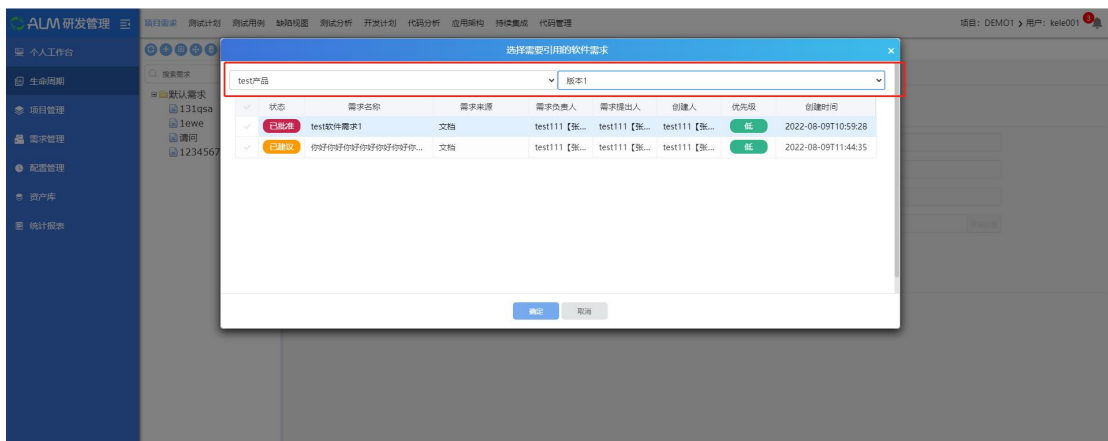 ALM研发管理
项目需求 测试计划 测试用例 缺陷视图 测试分析 开发计划 代码分析 应用架构 持续集成 代码管理
项目：DEMO1 > 用户：kele001
3
个人工作台
生命周期
项目管理
需求管理
配置管理
资产库
统计报表
搜索需求
默认需求
131qsa
1ewe
请问
1234567
选择需要引用的软件需求
×
test产品
版本1
状态 需求名称 需求来源 需求负责人 需求提出人 创建人 优先级 创建时间
已批准 test软件需求1 文档 test111【张... test111【张... test111【张... 低 2022-08-09T10:59:28
已建议 你好你好你好你好你好你... 文档 test111【张... test111【张... test111【张... 低 2022-08-09T11:44:35
确定 取消